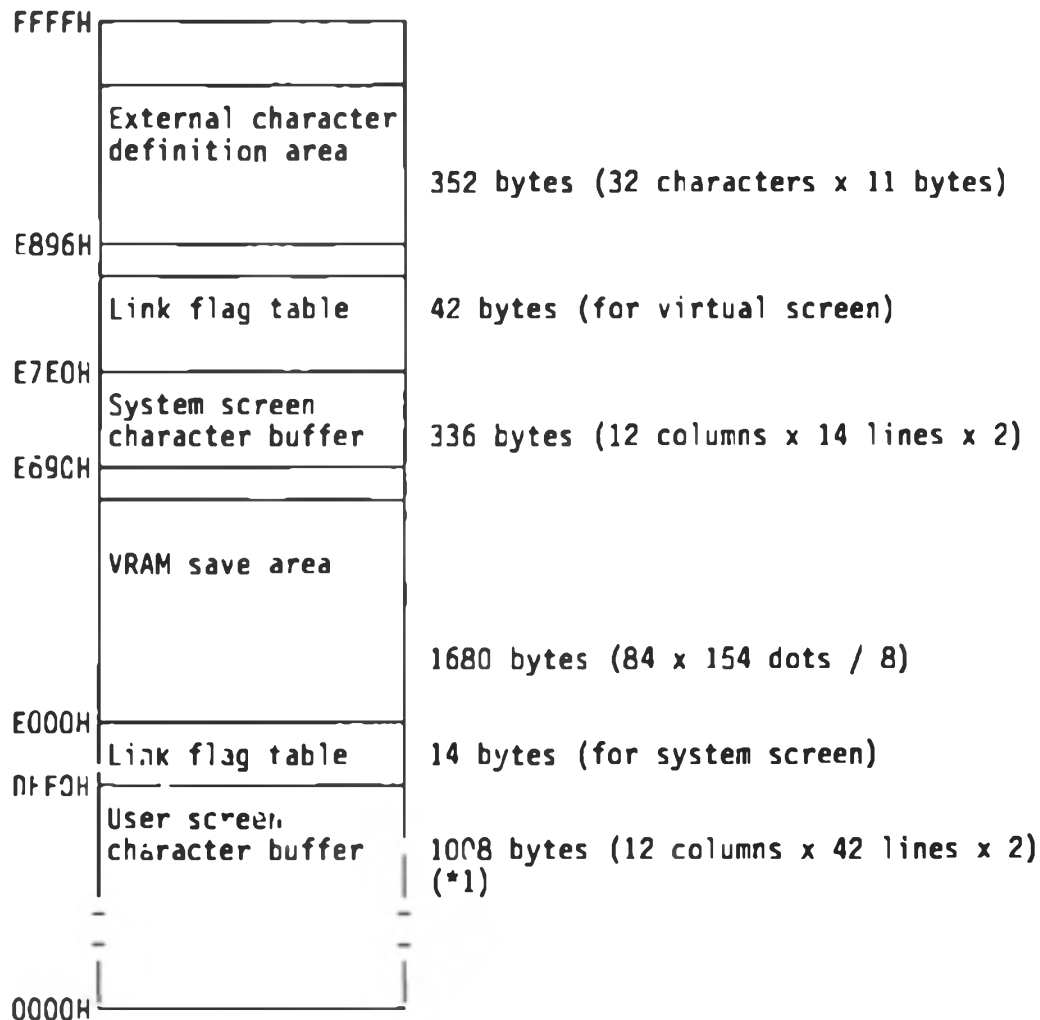 FFFFH
External character
definition area
352 bytes (32 characters x 11 bytes)
E896H
Link flag table
42 bytes (for virtual screen)
E7E0H
System screen
character buffer
336 bytes (12 columns x 14 lines x 2)
E690H
VRAM save area
1680 bytes (84 x 154 dots / 8)
E000H
Link flag table
14 bytes (for system screen)
User screen
character buffer
1008 bytes (12 columns x 42 lines x 2)
(*1)
0000H